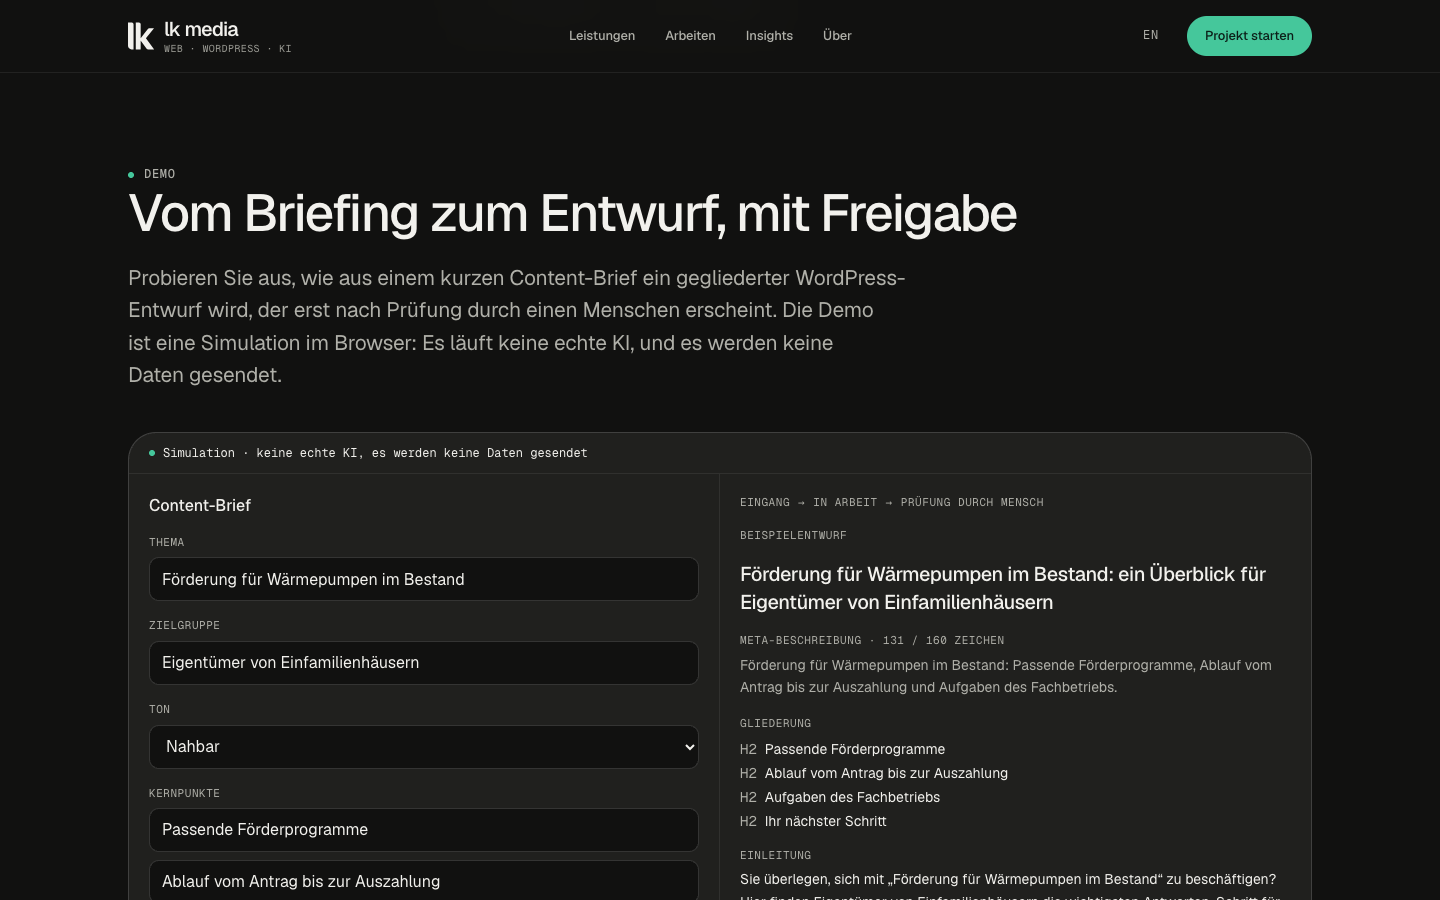 lk media
WEB · WORDPRESS · KI
Leistungen
Arbeiten
Insights
Über
EN
Projekt starten
DEMO
Vom Briefing zum Entwurf, mit Freigabe
Probieren Sie aus, wie aus einem kurzen Content-Brief ein gegliederter WordPress-
Entwurf wird, der erst nach Prüfung durch einen Menschen erscheint. Die Demo
ist eine Simulation im Browser: Es läuft keine echte KI, und es werden keine
Daten gesendet.
Simulation · keine echte KI, es werden keine Daten gesendet
Content-Brief
THEMA
Förderung für Wärmepumpen im Bestand
ZIELGRUPPE
Eigentümer von Einfamilienhäusern
TON
Nahbar
KERNPUNKTE
Passende Förderprogramme
Ablauf vom Antrag bis zur Auszahlung
EINGANG → IN ARBEIT → PRÜFUNG DURCH MENSCH
BEISPIELENTWURF
Förderung für Wärmepumpen im Bestand: ein Überblick für
Eigentümer von Einfamilienhäusern
META-BESCHREIBUNG · 131 / 160 ZEICHEN
Förderung für Wärmepumpen im Bestand: Passende Förderprogramme, Ablauf vom
Antrag bis zur Auszahlung und Aufgaben des Fachbetriebs.
GLIEDERUNG
H2 Passende Förderprogramme
H2 Ablauf vom Antrag bis zur Auszahlung
H2 Aufgaben des Fachbetriebs
H2 Ihr nächster Schritt
EINLEITUNG
Sie überlegen, sich mit „Förderung für Wärmepumpen im Bestand“ zu beschäftigen?